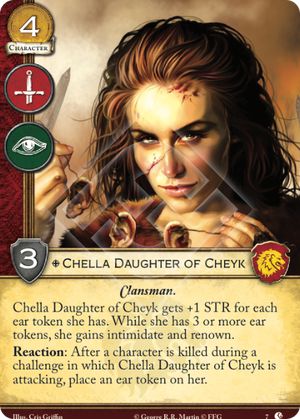 4
CHARACTER
3
CHELLA DAUGHTER OF CHEYK
Clansman.
Chella Daughter of Cheyk gets +1 STR for each
ear token she has. While she has 3 or more ear
tokens, she gains intimidate and renown.
Reaction: After a character is killed during a
challenge in which Chella Daughter of Cheyk is
attacking, place an ear token on her.
Illus. Cris Griffin © George R.R. Martin © FFG 7